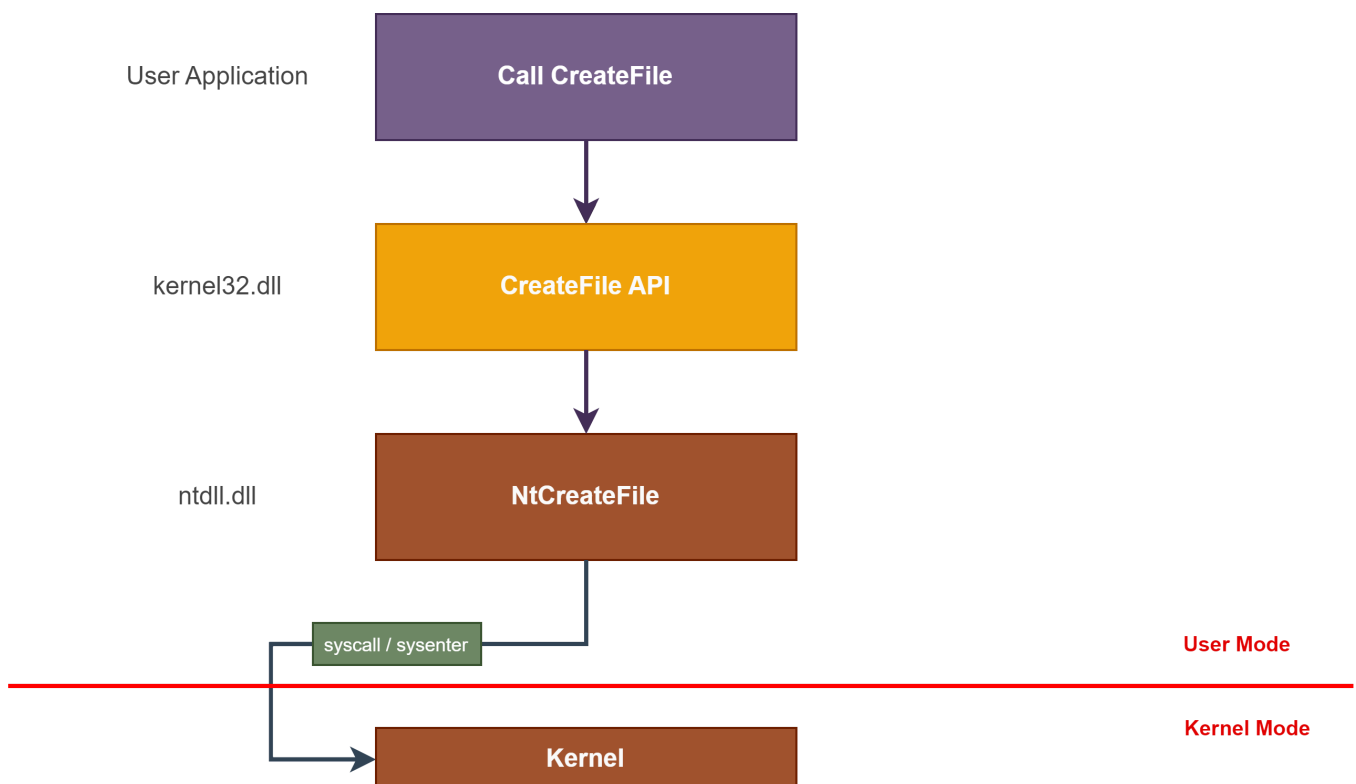 User Application
Call CreateFile
kernel32.dll
CreateFile API
ntdll.dll
NtCreateFile
syscall / sysenter
User Mode
Kernel Mode
Kernel